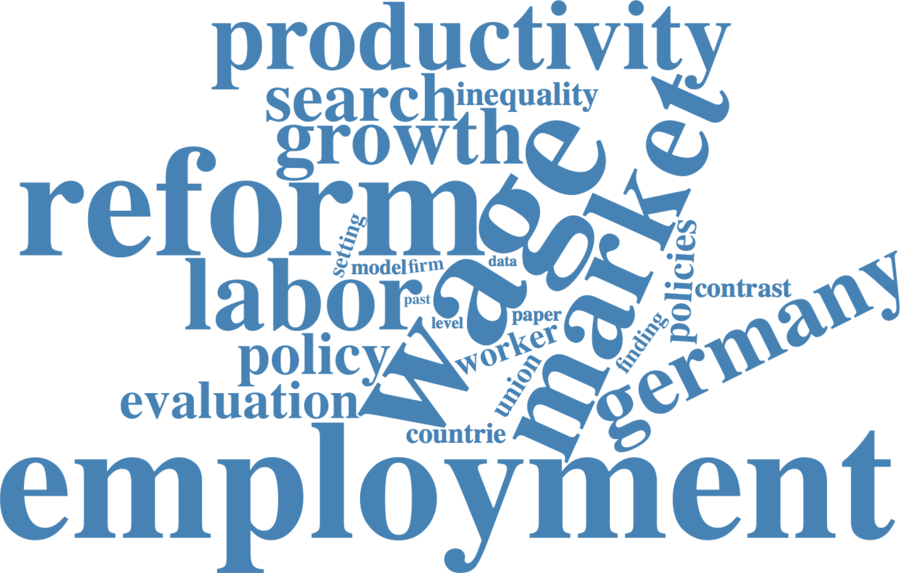 productivity
search
inequality
growth
market
wage
reform
setting
model
firm
data
labor
past
level
paper
policies
contrast
germany
policy
worker
finding
union
evaluation
countrie
employment